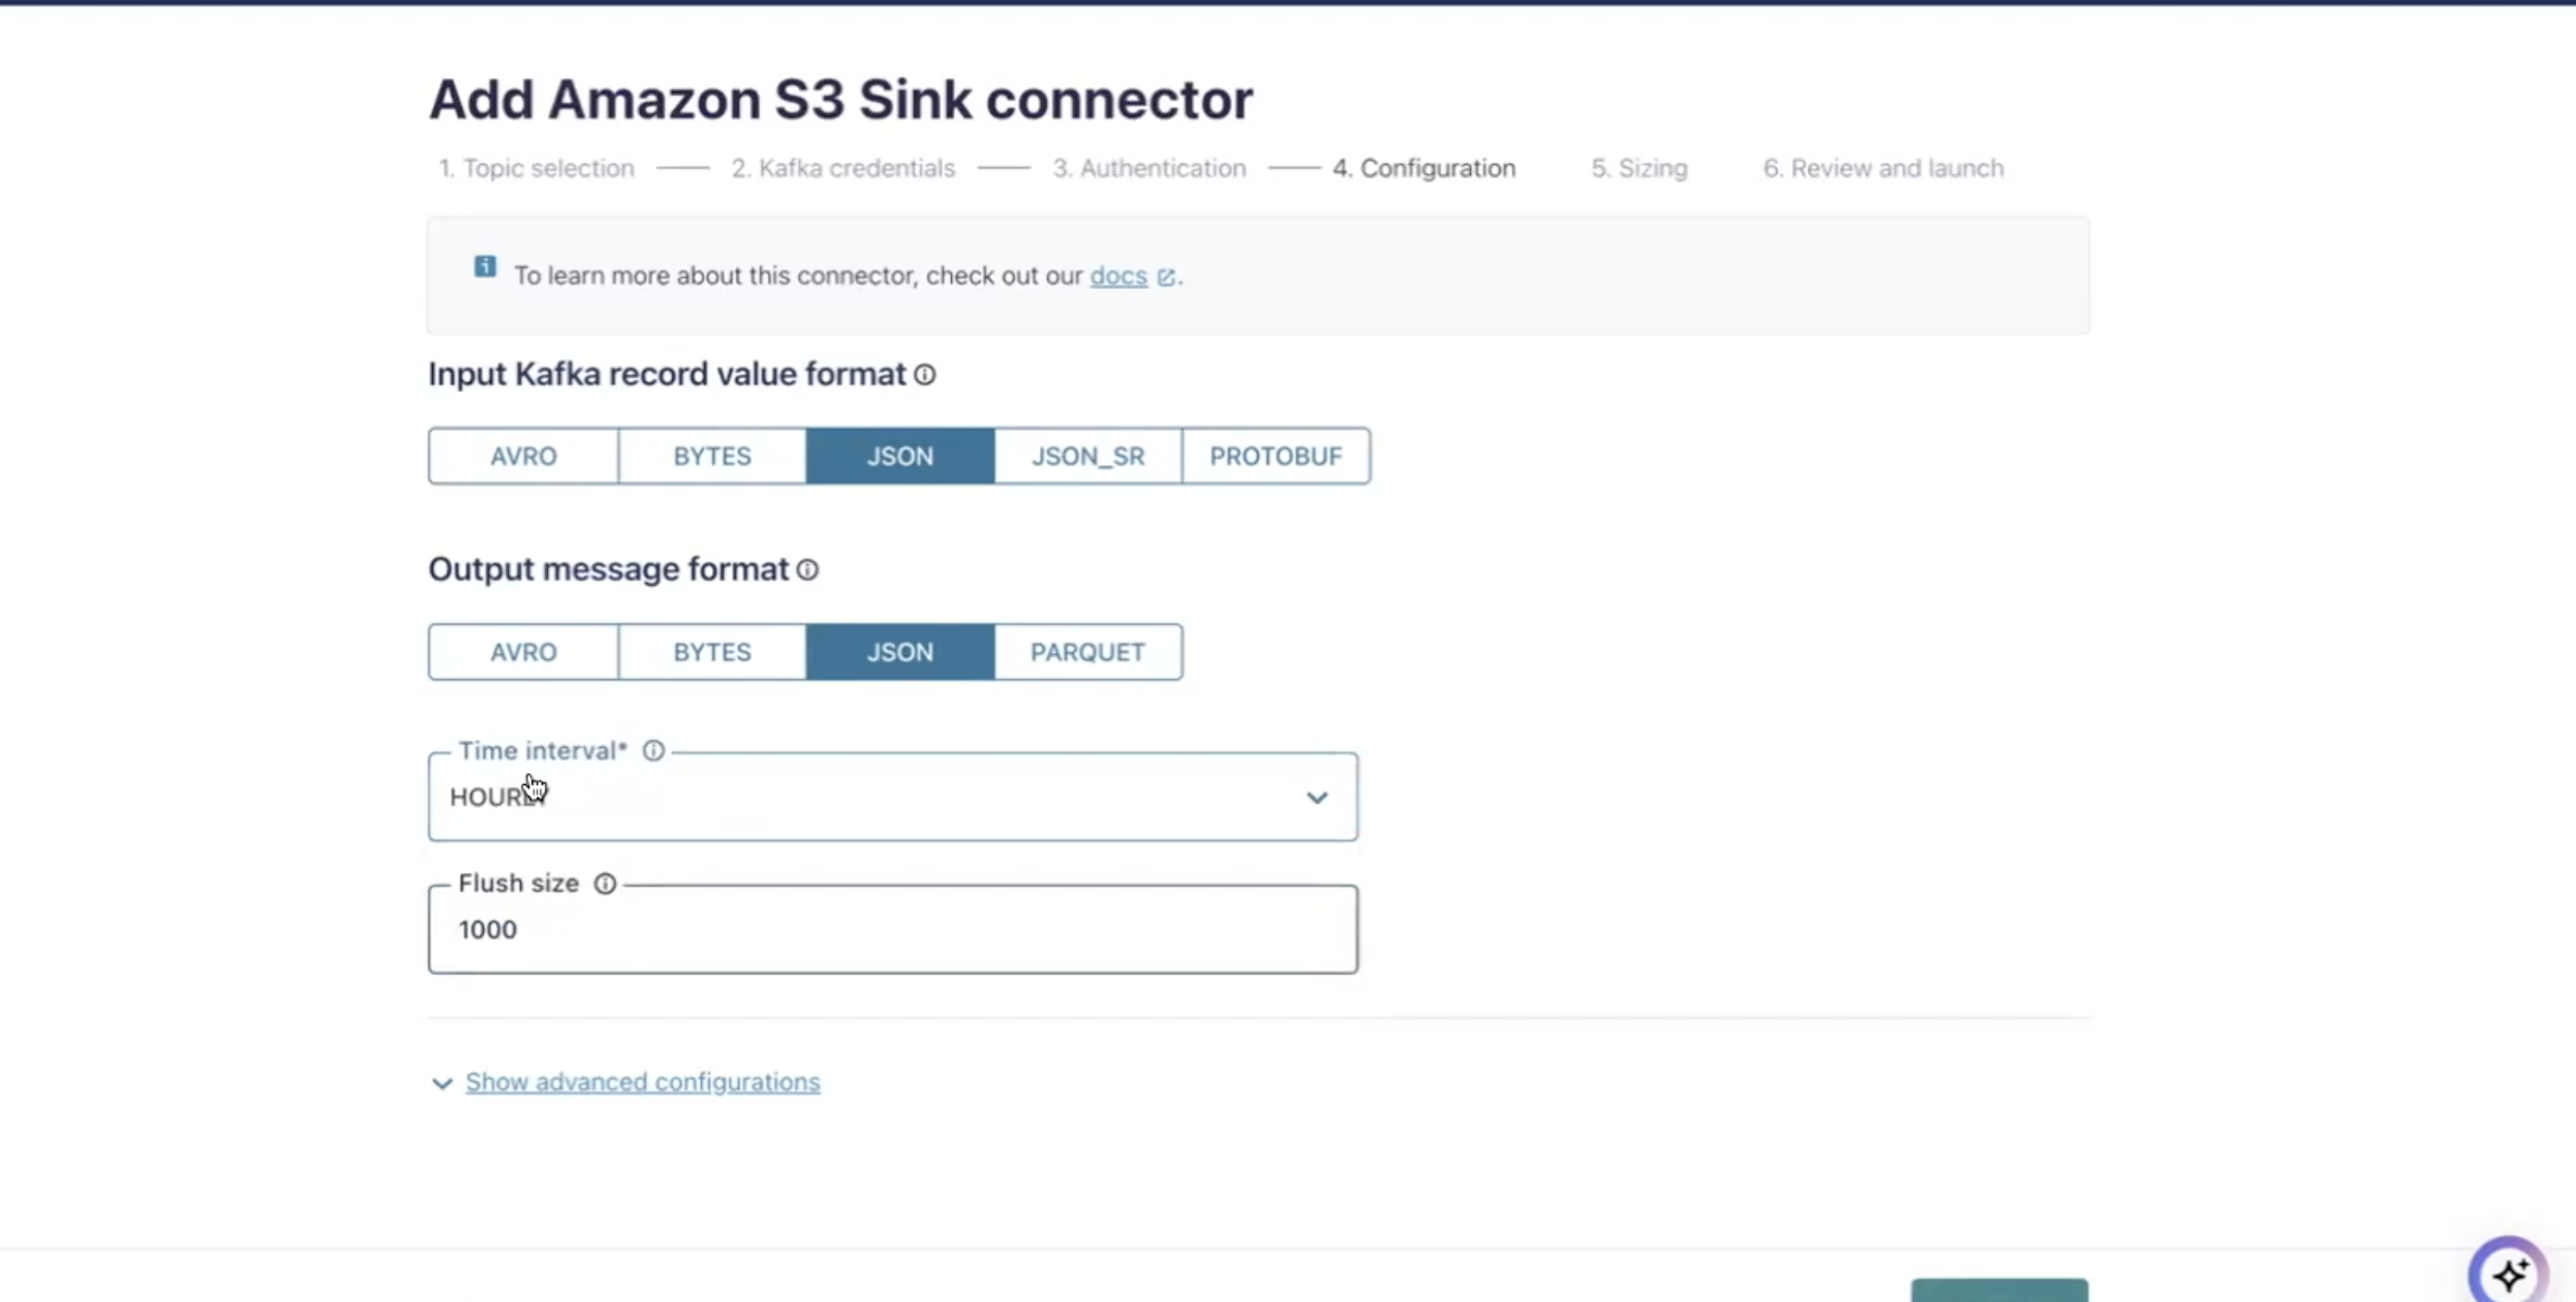 Add Amazon S3 Sink connector
1. Topic selection 2. Kafka credentials 3. Authentication 4. Configuration 5. Sizing 6. Review and launch
To learn more about this connector, check out our docs.
Input Kafka record value format
AVRO BYTES JSON JSON_SR PROTOBUF
Output message format
AVRO BYTES JSON PARQUET
Time interval*
HOURLY
Flush size
1000
Show advanced configurations